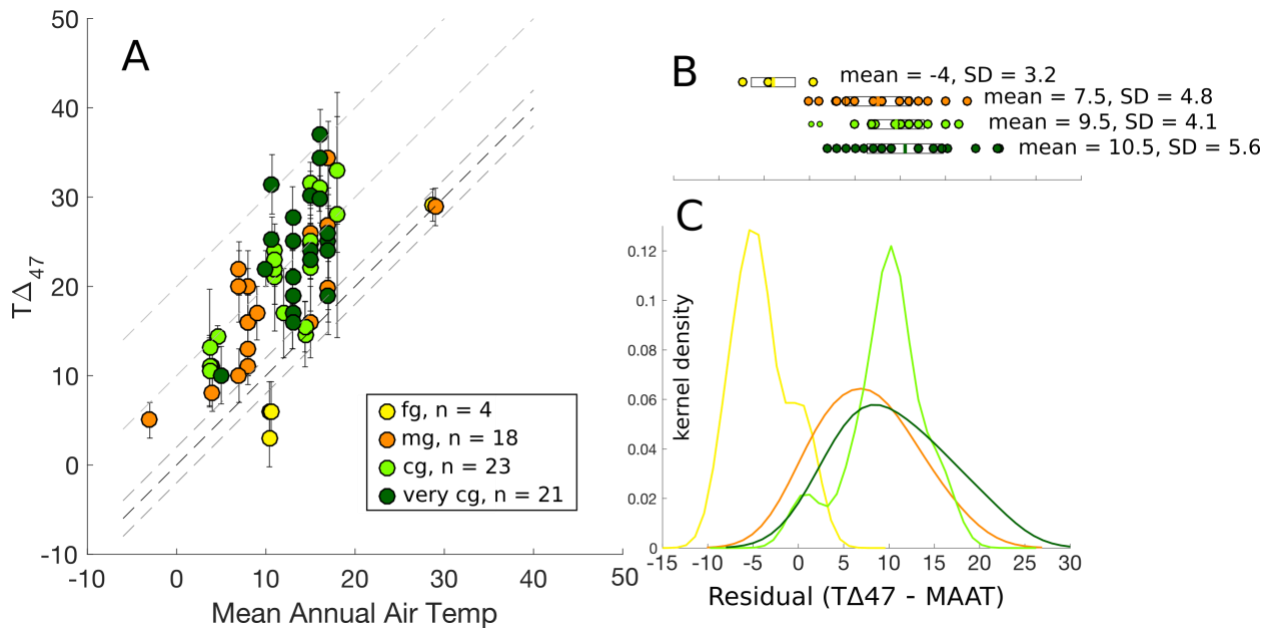 A
50
40
30
20
10
0
-10
TΔ47
-10
0
10
20
30
40
50
Mean Annual Air Temp
fg, n = 4
mg, n = 18
cg, n = 23
very cg, n = 21
B
mean = -4, SD = 3.2
mean = 7.5, SD = 4.8
mean = 9.5, SD = 4.1
mean = 10.5, SD = 5.6
C
0.12
0.1
0.08
0.06
0.04
0.02
0
kernel density
-15
-10
-5
0
5
10
15
20
25
30
Residual (TΔ47 - MAAT)